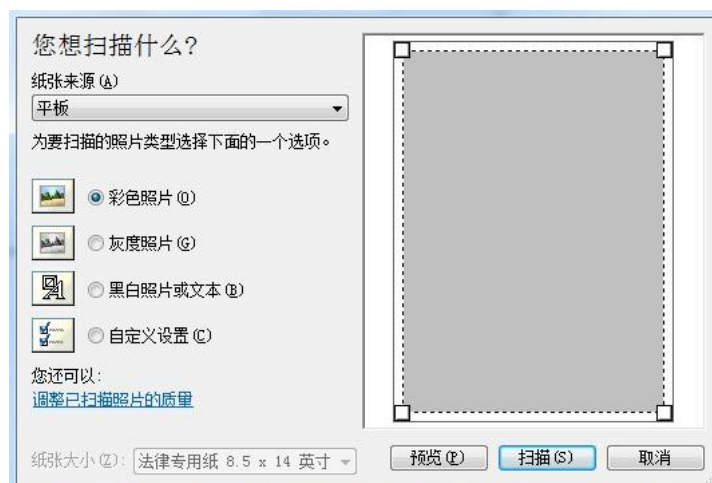 您想扫描什么?
纸张来源(A)
平板
为要扫描的照片类型选择下面的一个选项。
彩色照片(O)
灰度照片(G)
黑白照片或文本(B)
自定义设置(C)
您还可以:
调整已扫描照片的质量
纸张大小(Z): 法律专用纸 8.5 x 14 英寸
预览(P) 扫描(S) 取消